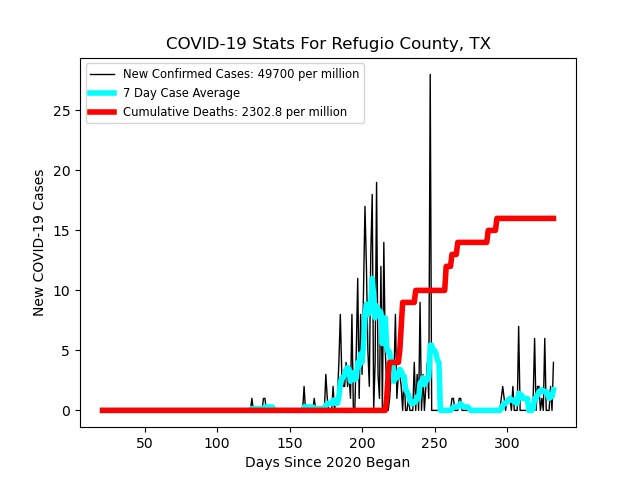 COVID-19 Stats For Refugio County, TX
New Confirmed Cases: 49700 per million
7 Day Case Average
Cumulative Deaths: 2302.8 per million
25
20
15
10
5
0
New COVID-19 Cases
50
100
150
200
250
300
Days Since 2020 Began